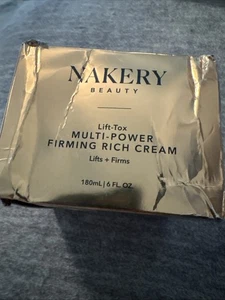 NAKERY
BEAUTY
Lift-Tox
MULTI-POWER
FIRMING RICH CREAM
Lifts + Firms
180mL | 6 FL. OZ.